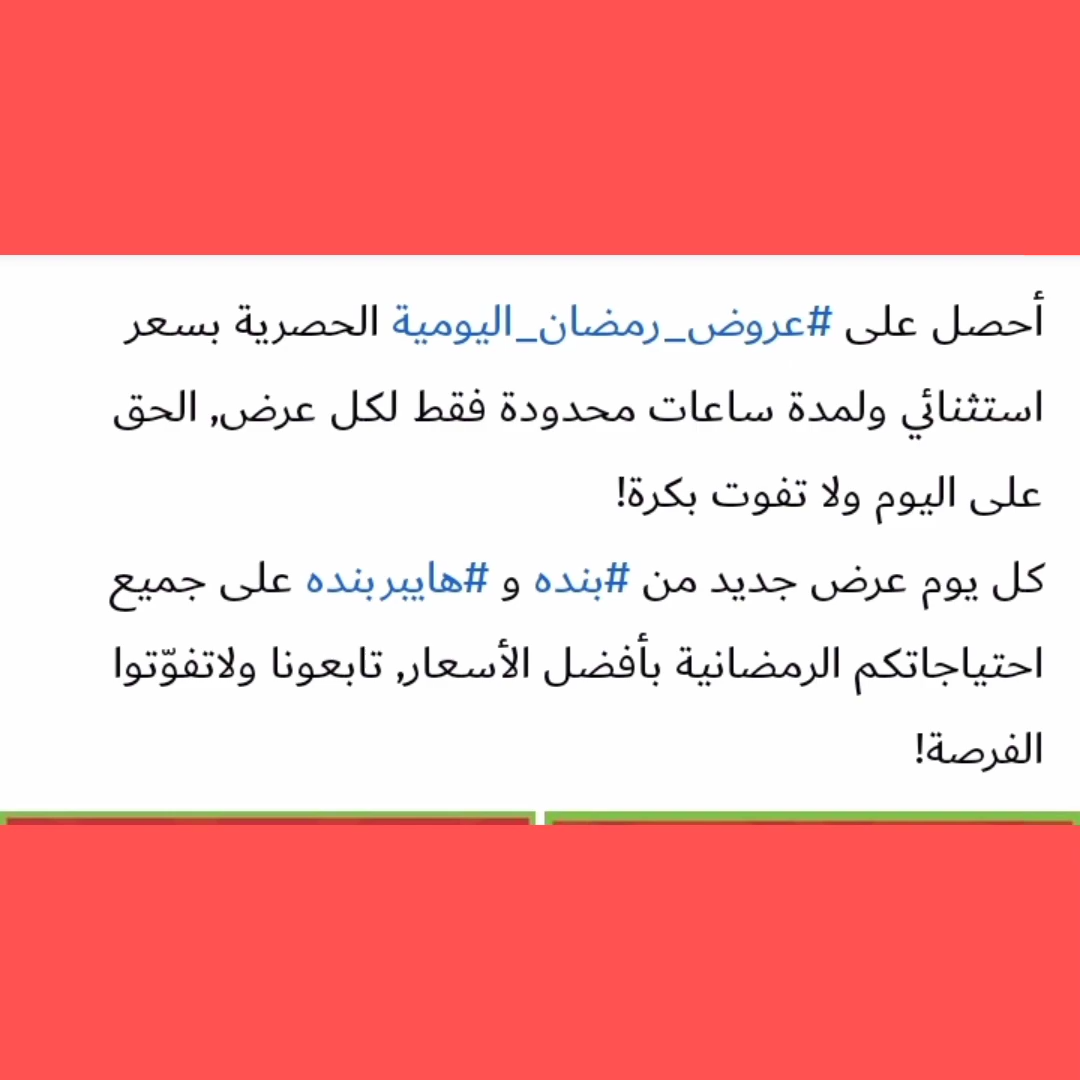 أحصل على #عروض_رمضان_اليومية الحصرية بسعر
استثنائي ولمدة ساعات محدودة فقط لكل عرض, الحق
على اليوم ولا تفوت بكرة!
كل يوم عرض جديد من #بنده و #هايبربنده على جميع
احتياجاتكم الرمضانية بأفضل الأسعار, تابعونا ولاتفوّتوا
الفرصة!